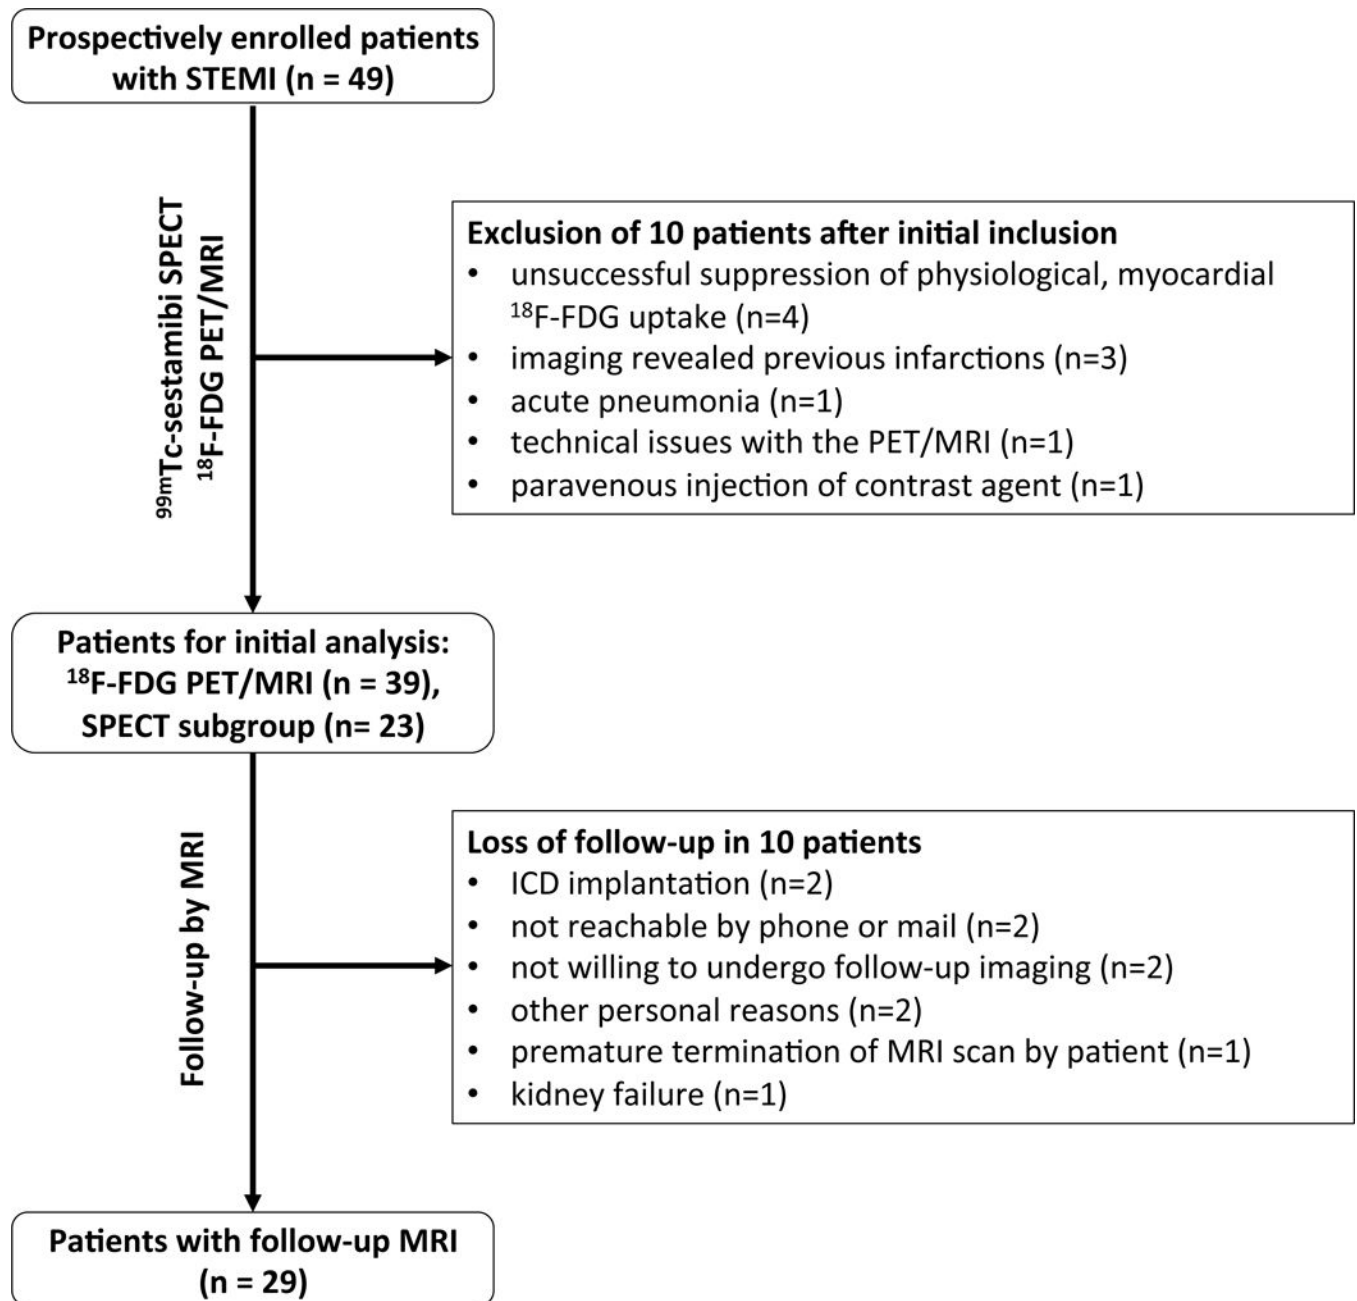 Prospectively enrolled patients
with STEMI (n = 49)
⁹⁹ᵐTc-sestamibi SPECT
¹⁸F-FDG PET/MRI
Exclusion of 10 patients after initial inclusion
• unsuccessful suppression of physiological, myocardial
¹⁸F-FDG uptake (n=4)
• imaging revealed previous infarctions (n=3)
• acute pneumonia (n=1)
• technical issues with the PET/MRI (n=1)
• paravenous injection of contrast agent (n=1)
Patients for initial analysis:
¹⁸F-FDG PET/MRI (n = 39),
SPECT subgroup (n= 23)
Follow-up by MRI
Loss of follow-up in 10 patients
• ICD implantation (n=2)
• not reachable by phone or mail (n=2)
• not willing to undergo follow-up imaging (n=2)
• other personal reasons (n=2)
• premature termination of MRI scan by patient (n=1)
• kidney failure (n=1)
Patients with follow-up MRI
(n = 29)